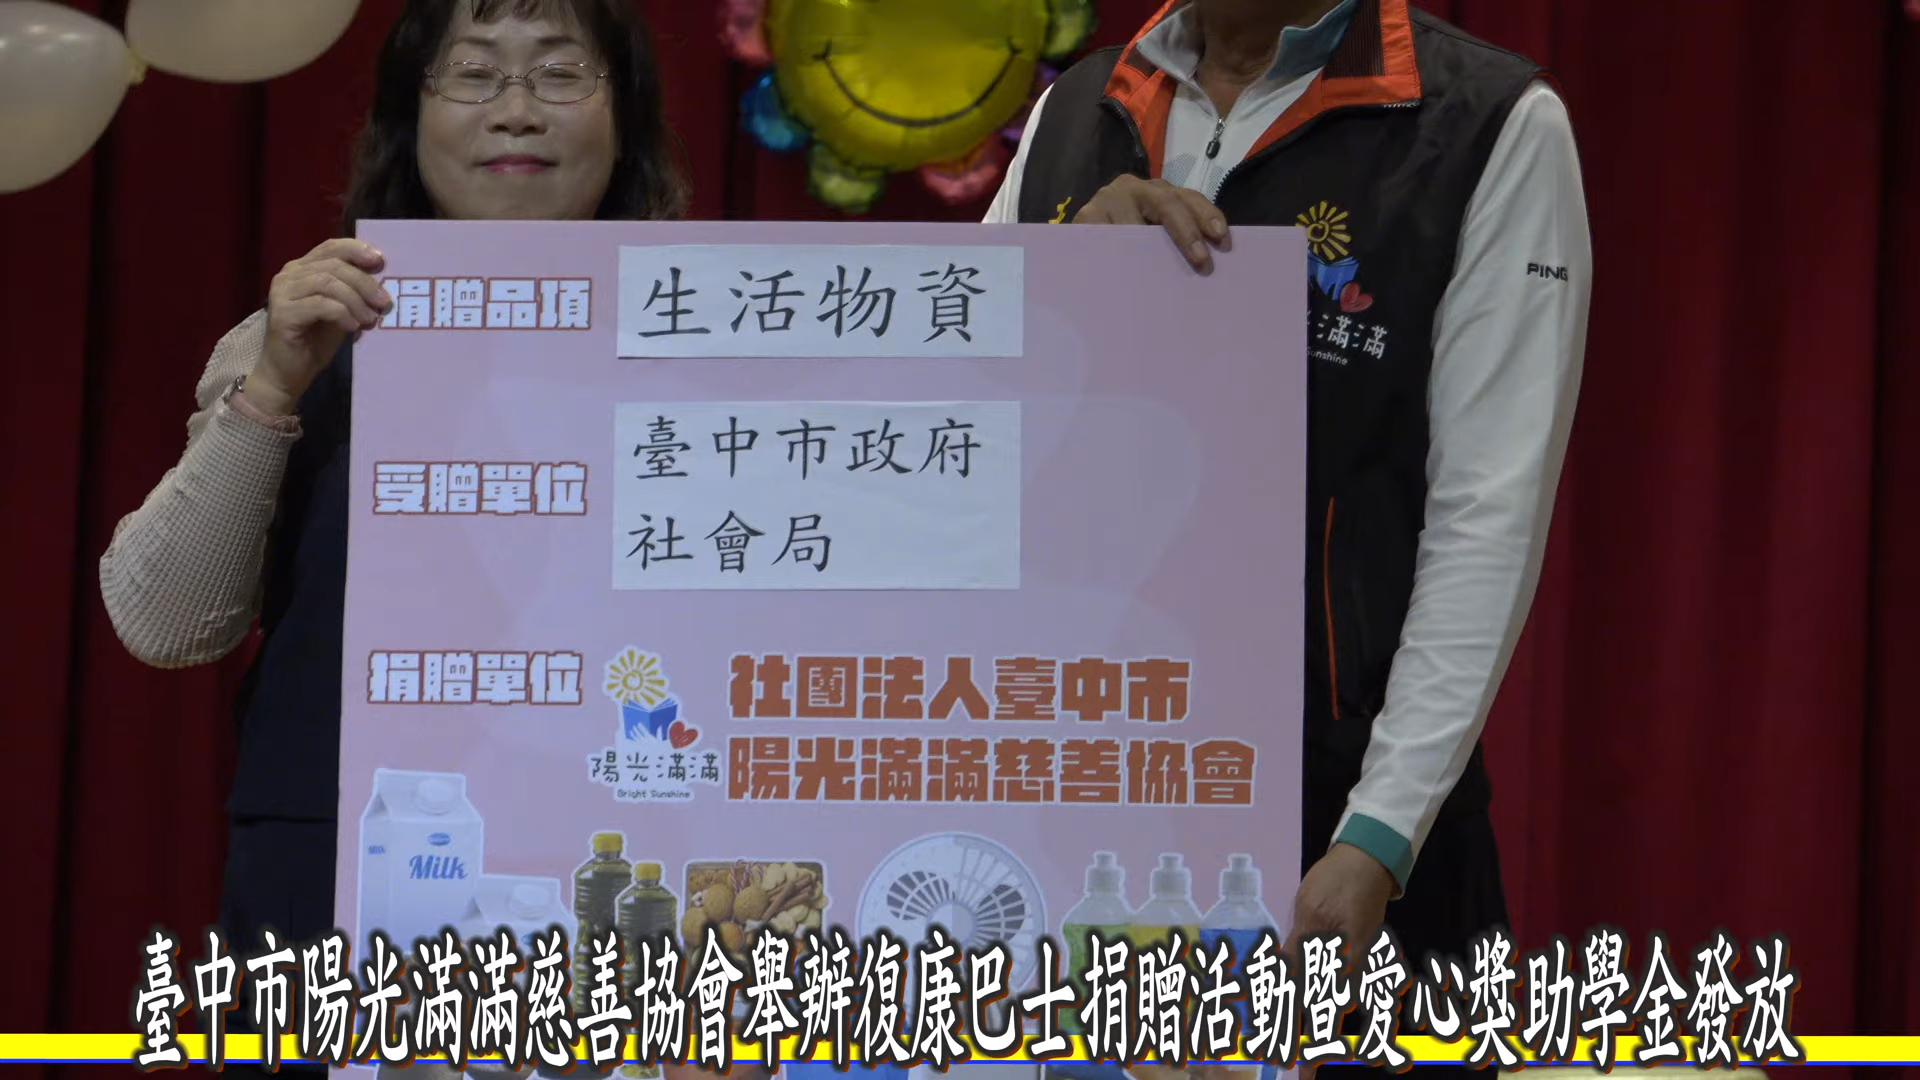 捐贈品項
生活物資
PING
光滿滿
Sunshine
受贈單位
臺中市政府
社會局
捐贈單位
陽光滿滿
Bright Sunshine
社團法人臺中市
陽光滿滿慈善協會
Milk
臺中市陽光滿滿慈善協會舉辦復康巴士捐贈活動暨愛心獎助學金發放